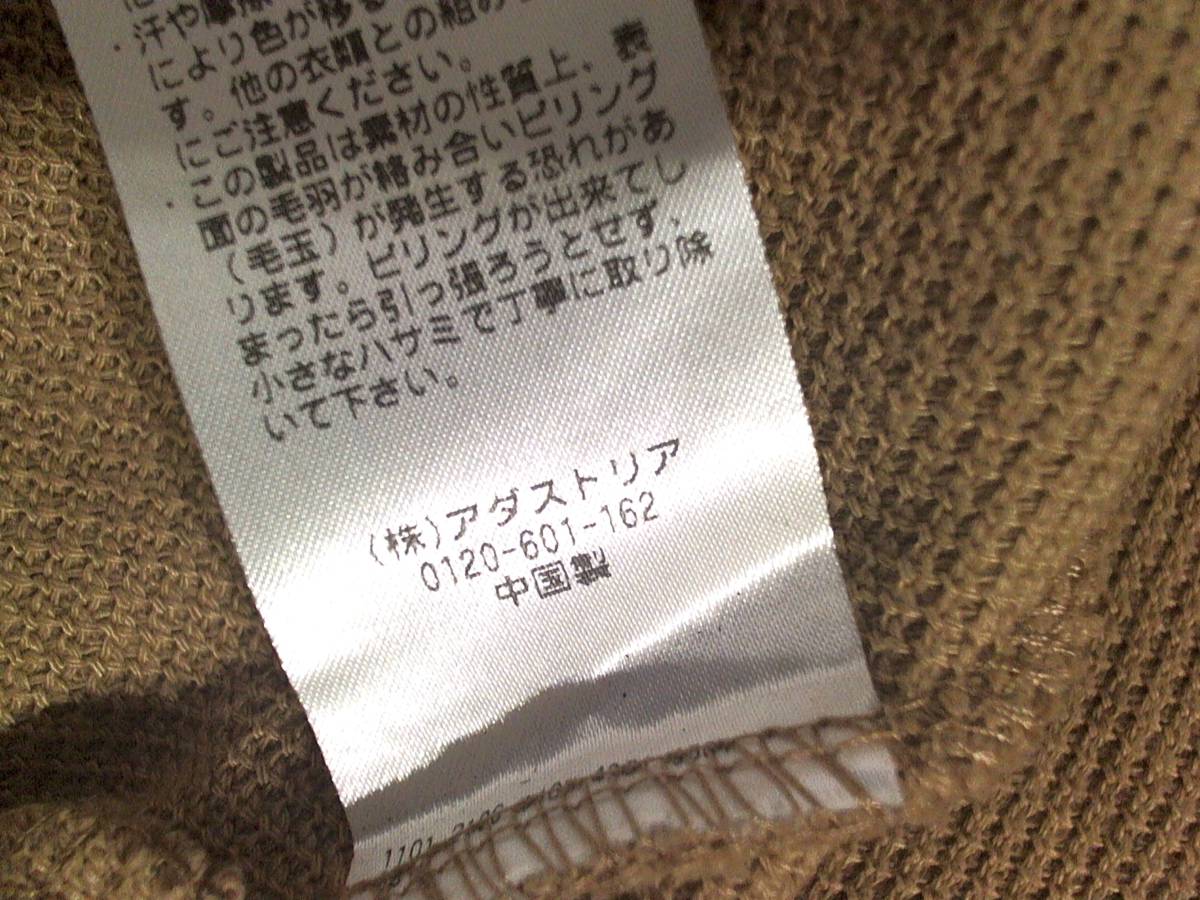 ・汗や摩擦
により色が移る
す。他の衣類との組み
にご注意ください。
・この製品は素材の性質上、表
面の毛羽が絡み合いピリング
(毛玉)が発生する恐れがあ
ります。ピリングが出来てし
まったら引っ張ろうとせず、
小さなハサミで丁寧に取り除
いて下さい。
(株)アダストリア
0120-601-162
中国製
1101